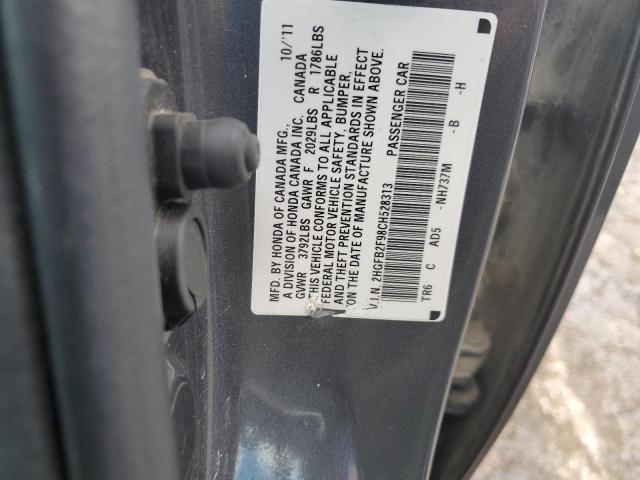 MFD. BY HONDA OF CANADA MFG., 10/'11
A DIVISION OF HONDA CANADA INC. CANADA
GVWR 3792LBS GAWR F 2029LBS R 1786LBS
THIS VEHICLE CONFORMS TO ALL APPLICABLE
FEDERAL MOTOR VEHICLE SAFETY, BUMPER,
AND THEFT PREVENTION STANDARDS IN EFFECT
ON THE DATE OF MANUFACTURE SHOWN ABOVE.
V.I.N. 2HGFB2F98CH528313 PASSENGER CAR
TR6 C AD5 -NH737M -B -H